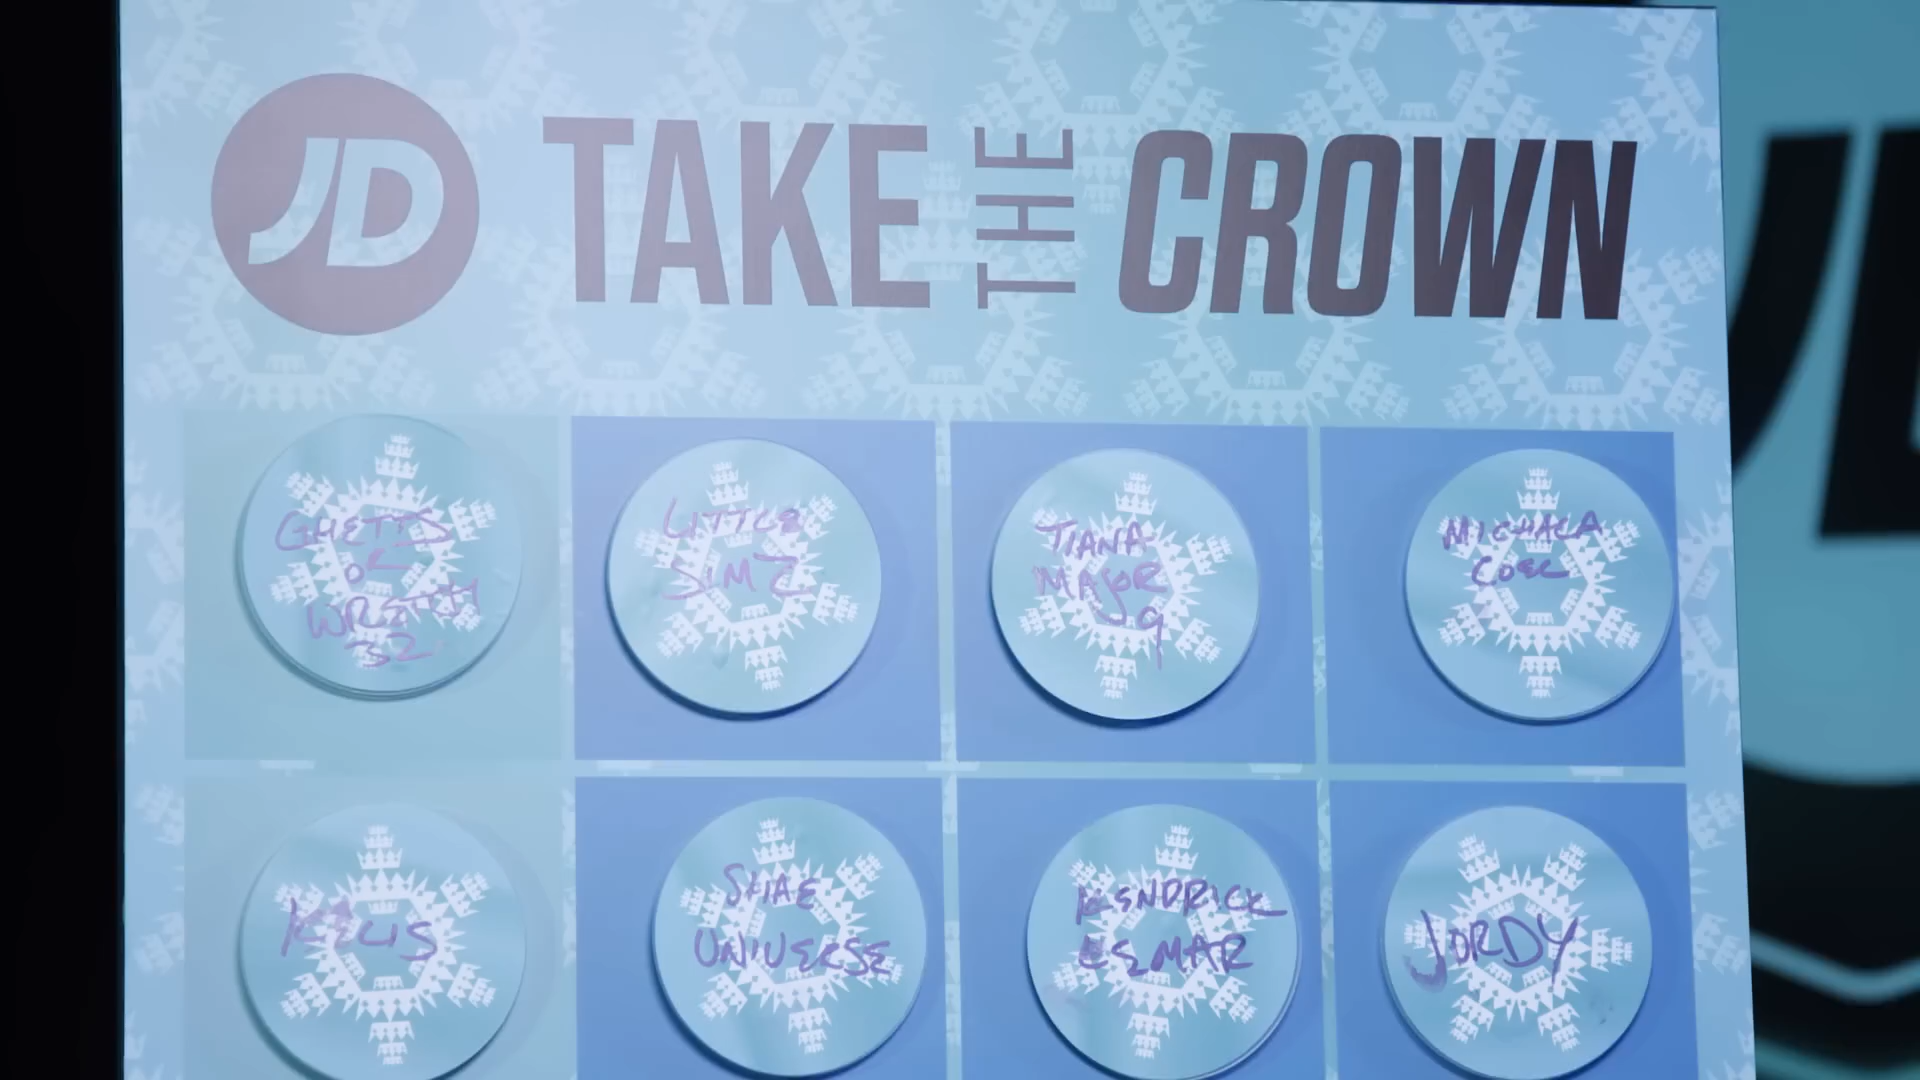 JD TAKE THE CROWN
GHETTS
OR
WRETCH
32
LITTLE
SIMZ
TIANA
MAJOR
9
MICHAELA
COEL
KELIS
SHAE
UNIVERSE
KENDRICK
LAMAR
JORDY